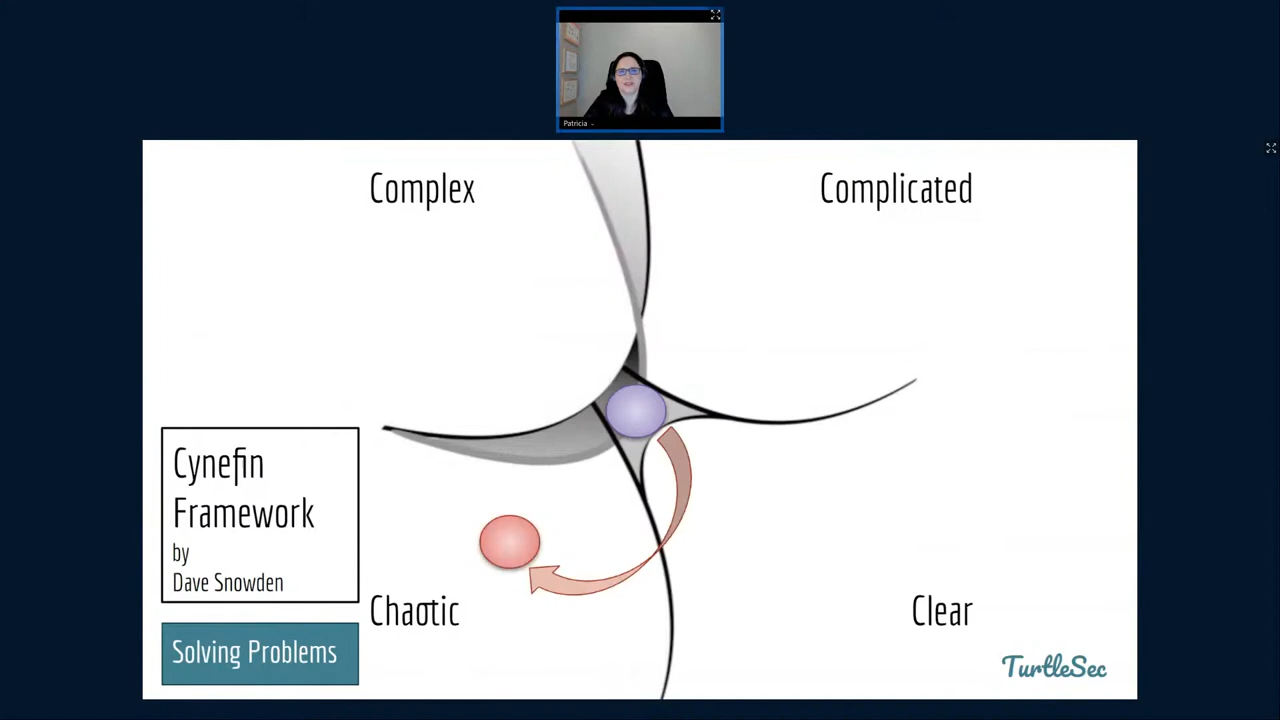 Patricia
Complex
Complicated
Cynefin
Framework
by
Dave Snowden
Solving Problems
Chaotic
Clear
TurtleSec